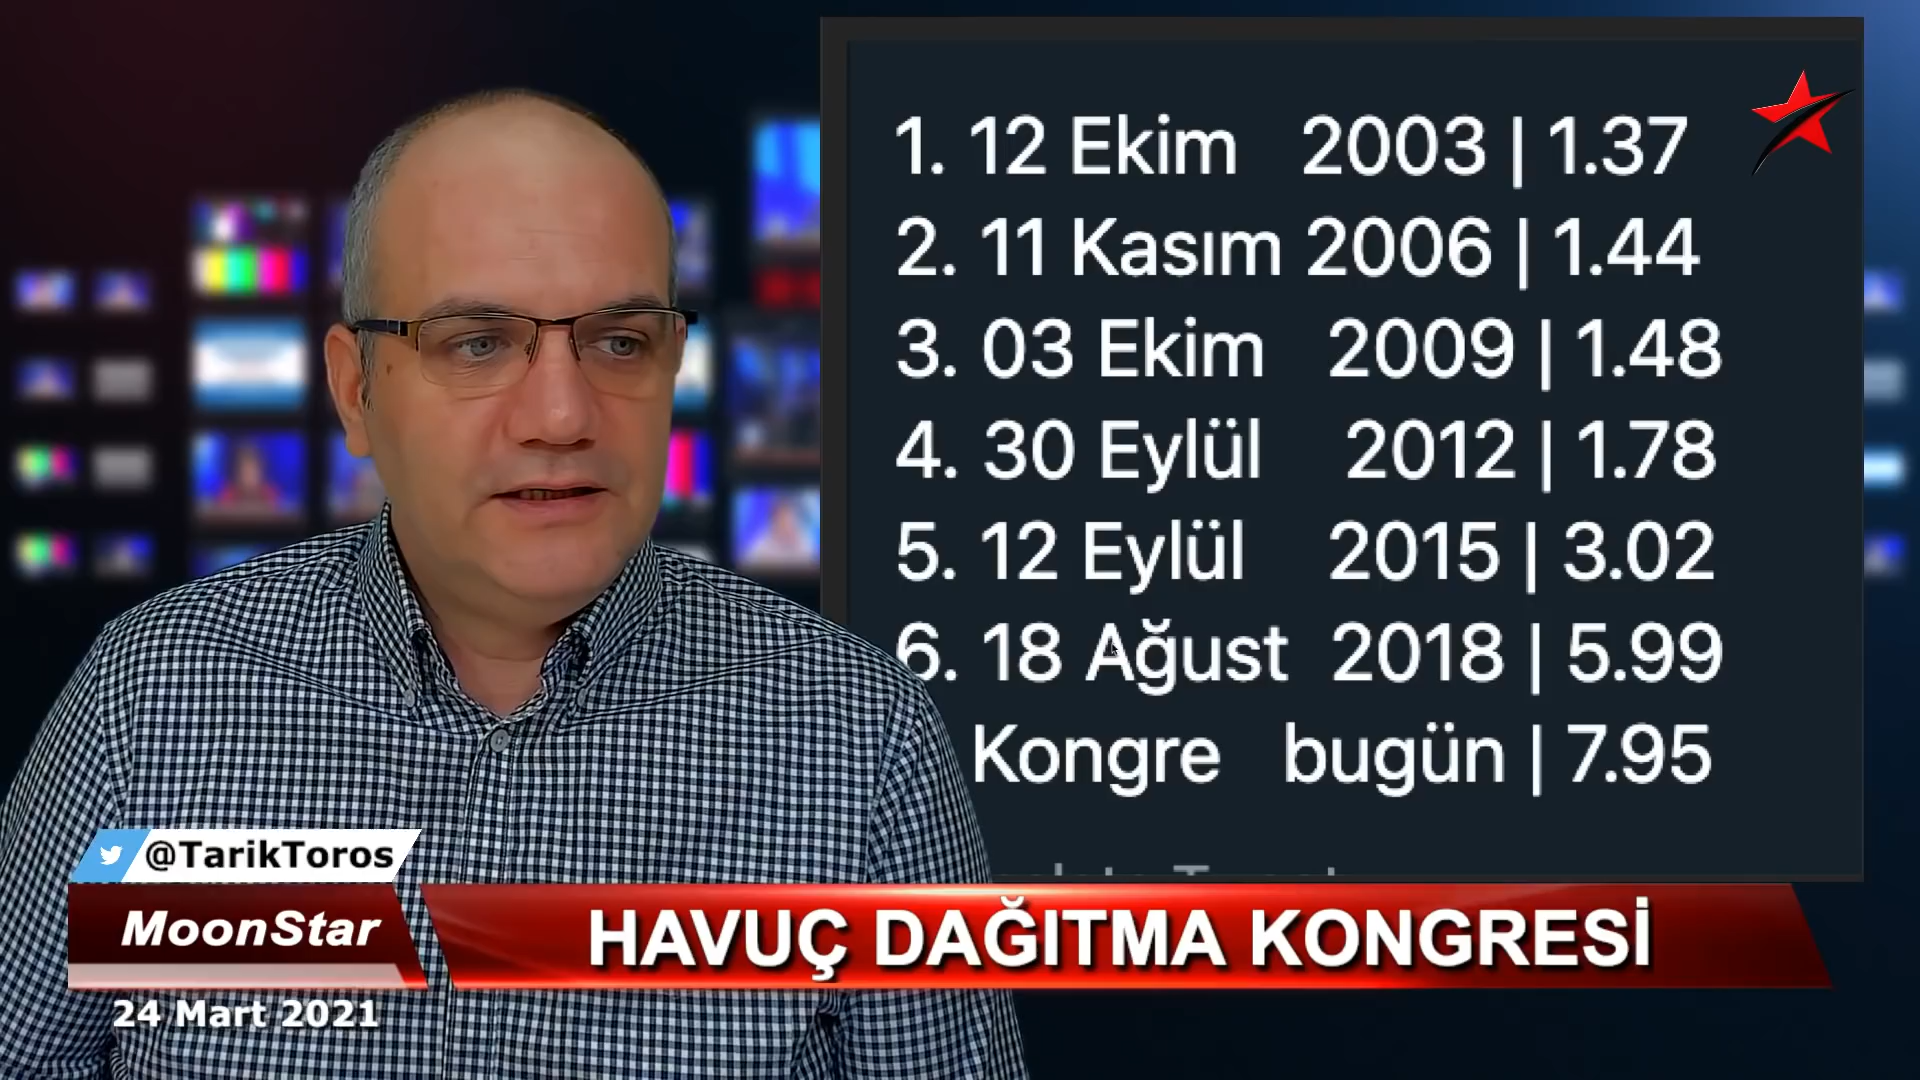 1. 12 Ekim 2003 | 1.37
2. 11 Kasım 2006 | 1.44
3. 03 Ekim 2009 | 1.48
4. 30 Eylül 2012 | 1.78
5. 12 Eylül 2015 | 3.02
6. 18 Ağust 2018 | 5.99
Kongre bugün | 7.95
@TarikToros
MoonStar
HAVUÇ DAĞITMA KONGRESİ
24 Mart 2021